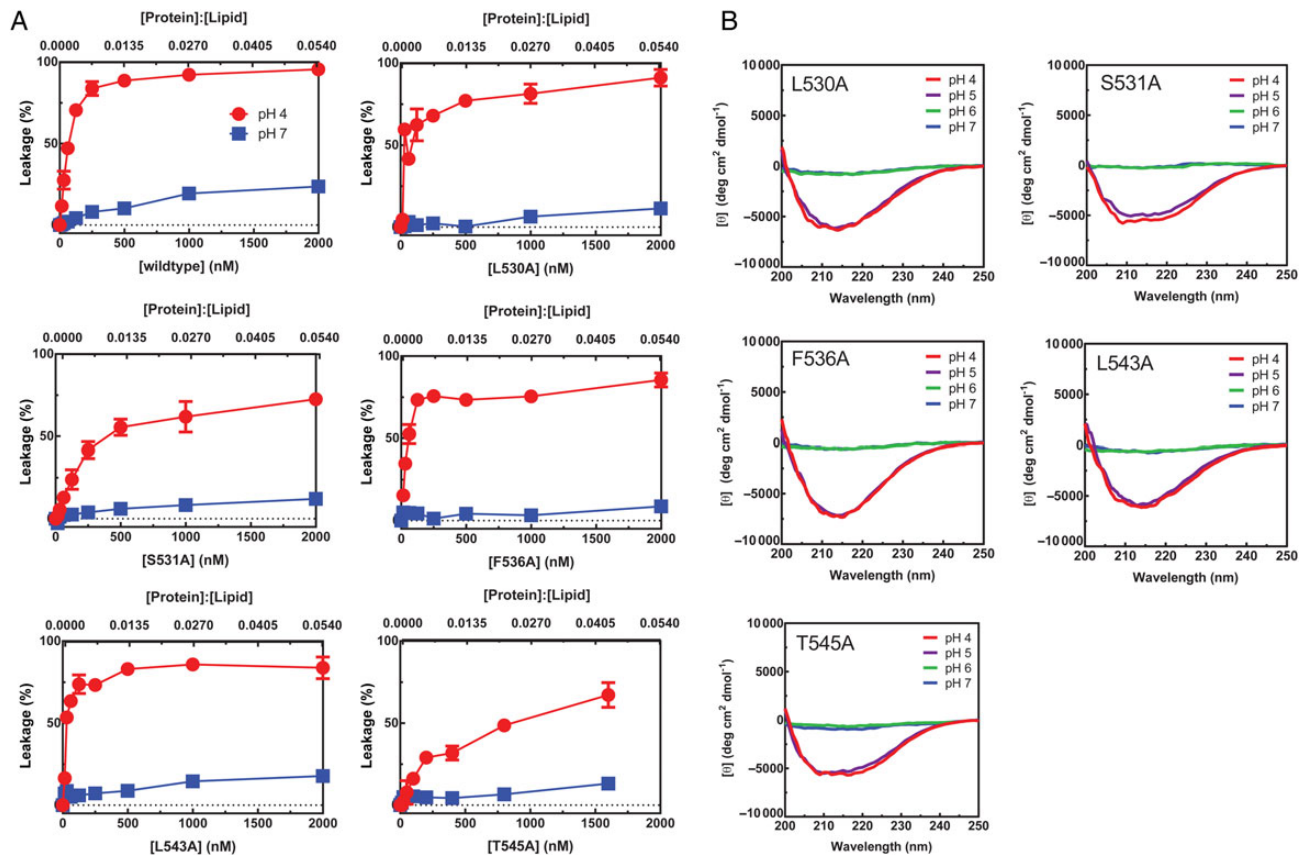 A
[Protein]:[Lipid]
0.0000 0.0135 0.0270 0.0405 0.0540
100
50
0
Leakage (%)
pH 4
pH 7
0 500 1000 1500 2000
[wildtype] (nM)
[Protein]:[Lipid]
0.0000 0.0135 0.0270 0.0405 0.0540
100
50
0
Leakage (%)
0 500 1000 1500 2000
[L530A] (nM)
[Protein]:[Lipid]
0.0000 0.0135 0.0270 0.0405 0.0540
100
50
0
Leakage (%)
0 500 1000 1500 2000
[S531A] (nM)
[Protein]:[Lipid]
0.0000 0.0135 0.0270 0.0405 0.0540
100
50
0
Leakage (%)
0 500 1000 1500 2000
[F536A] (nM)
[Protein]:[Lipid]
0.0000 0.0135 0.0270 0.0405 0.0540
100
50
0
Leakage (%)
0 500 1000 1500 2000
[L543A] (nM)
[Protein]:[Lipid]
0.0000 0.0135 0.0270 0.0405 0.0540
100
50
0
Leakage (%)
0 500 1000 1500 2000
[T545A] (nM)
B
L530A
pH 4
pH 5
pH 6
pH 7
10000
5000
0
−5000
−10000
[θ] (deg cm² dmol⁻¹)
200 210 220 230 240 250
Wavelength (nm)
S531A
pH 4
pH 5
pH 6
pH 7
10000
5000
0
−5000
−10000
[θ] (deg cm² dmol⁻¹)
200 210 220 230 240 250
Wavelength (nm)
F536A
pH 4
pH 5
pH 6
pH 7
10000
5000
0
−5000
−10000
[θ] (deg cm² dmol⁻¹)
200 210 220 230 240 250
Wavelength (nm)
L543A
pH 4
pH 5
pH 6
pH 7
10000
5000
0
−5000
−10000
[θ] (deg cm² dmol⁻¹)
200 210 220 230 240 250
Wavelength (nm)
T545A
pH 4
pH 5
pH 6
pH 7
10000
5000
0
−5000
−10000
[θ] (deg cm² dmol⁻¹)
200 210 220 230 240 250
Wavelength (nm)